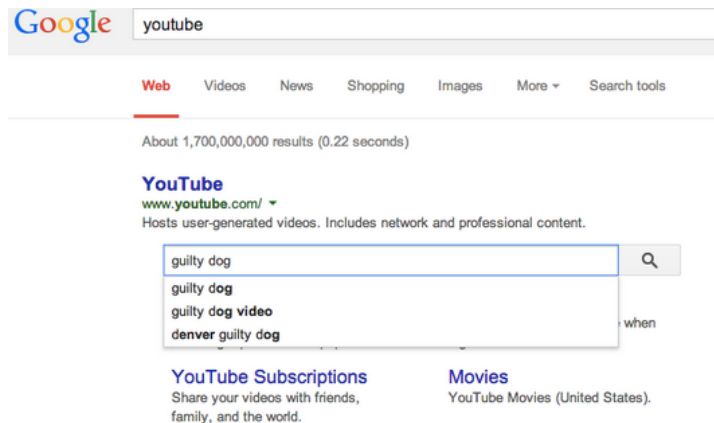 Google youtube
Web Videos News Shopping Images More Search tools
About 1,700,000,000 results (0.22 seconds)
YouTube
www.youtube.com/
Hosts user-generated videos. Includes network and professional content.
guilty dog
guilty dog
guilty dog video
denver guilty dog
when
YouTube Subscriptions Movies
Share your videos with friends, YouTube Movies (United States).
family, and the world.